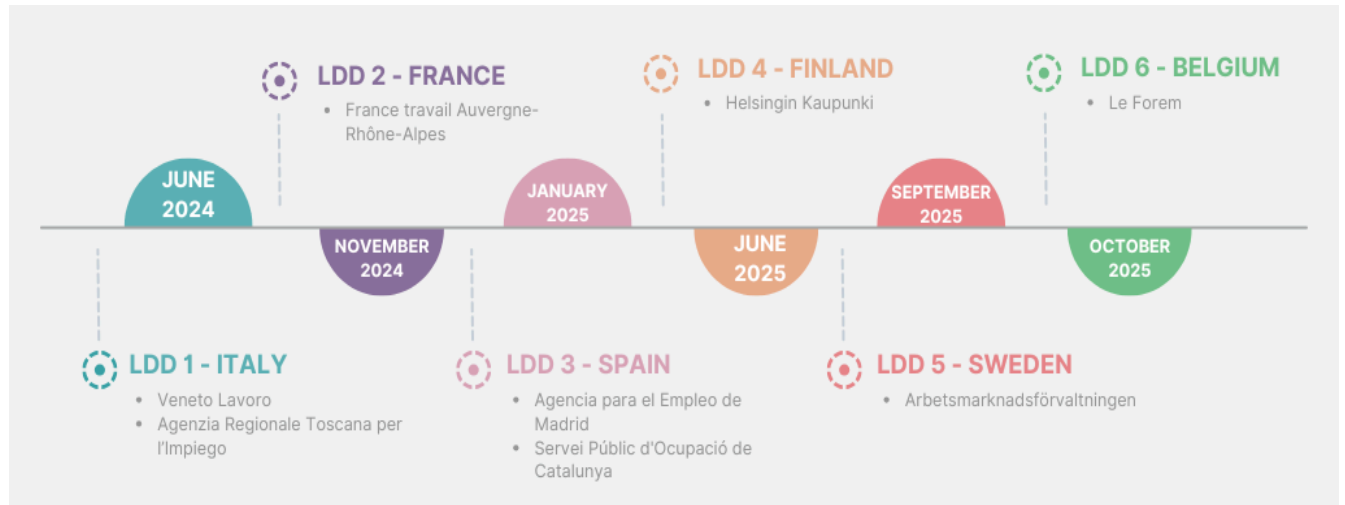 LDD 2 - FRANCE
• France travail Auvergne-
Rhône-Alpes
LDD 4 - FINLAND
• Helsingin Kaupunki
LDD 6 - BELGIUM
• Le Forem
JUNE
2024
NOVEMBER
2024
JANUARY
2025
JUNE
2025
SEPTEMBER
2025
OCTOBER
2025
LDD 1 - ITALY
• Veneto Lavoro
• Agenzia Regionale Toscana per
l'Impiego
LDD 3 - SPAIN
• Agencia para el Empleo de
Madrid
• Servei Públic d'Ocupació de
Catalunya
LDD 5 - SWEDEN
• Arbetsmarknadsförvaltningen